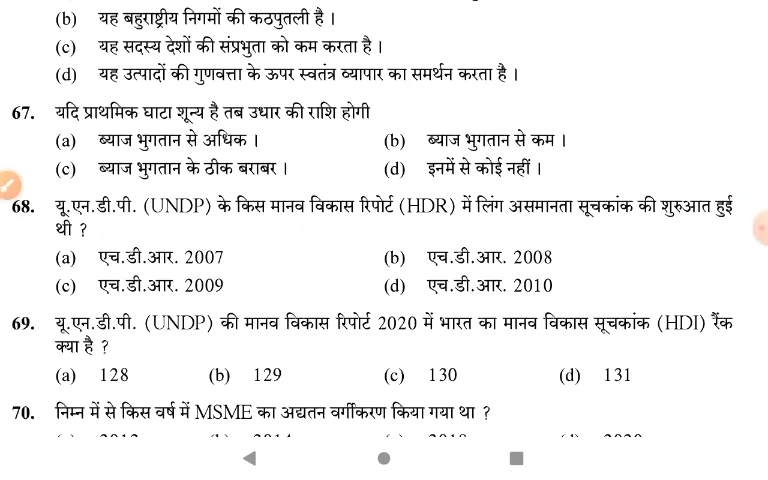 (b) यह बहुराष्ट्रीय निगमों की कठपुतली है ।
(c) यह सदस्य देशों की संप्रभुता को कम करता है ।
(d) यह उत्पादों की गुणवत्ता के ऊपर स्वतंत्र व्यापार का समर्थन करता है ।
67. यदि प्राथमिक घाटा शून्य है तब उधार की राशि होगी
(a) ब्याज भुगतान से अधिक । (b) ब्याज भुगतान से कम ।
(c) ब्याज भुगतान के ठीक बराबर । (d) इनमें से कोई नहीं ।
68. यू.एन.डी.पी. (UNDP) के किस मानव विकास रिपोर्ट (HDR) में लिंग असमानता सूचकांक की शुरुआत हुई
थी ?
(a) एच.डी.आर. 2007 (b) एच.डी.आर. 2008
(c) एच.डी.आर. 2009 (d) एच.डी.आर. 2010
69. यू.एन.डी.पी. (UNDP) की मानव विकास रिपोर्ट 2020 में भारत का मानव विकास सूचकांक (HDI) रैंक
क्या है ?
(a) 128 (b) 129 (c) 130 (d) 131
70. निम्न में से किस वर्ष में MSME का अद्यतन वर्गीकरण किया गया था ?